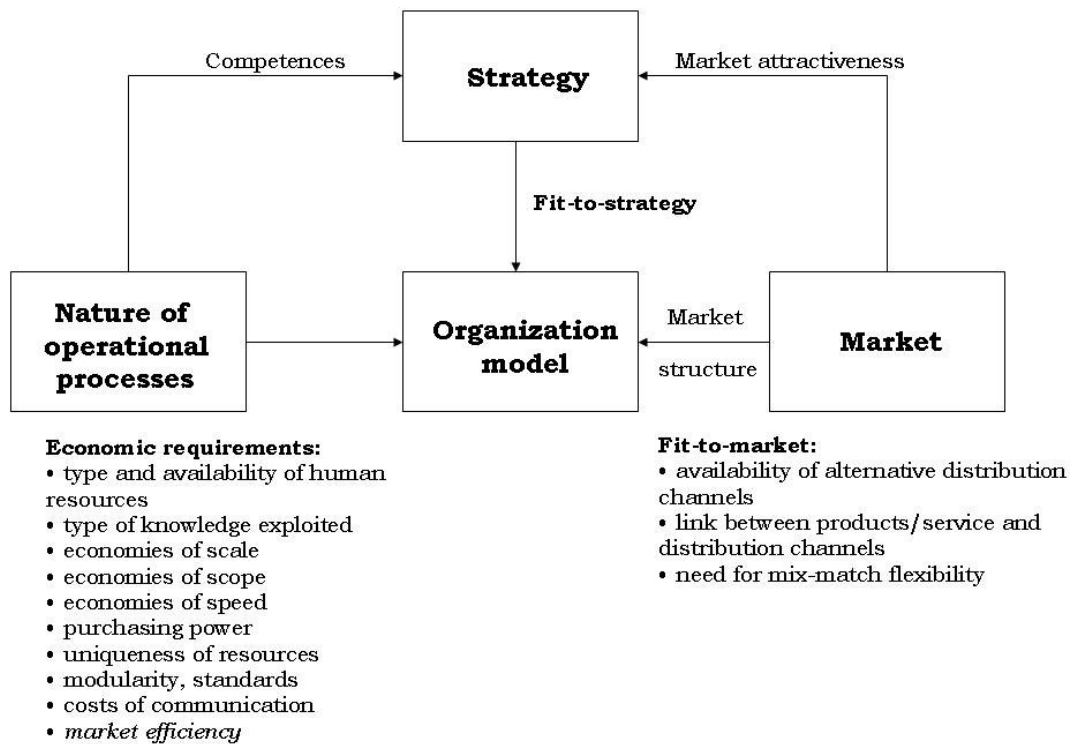 Competences
Strategy
Market attractiveness
Fit-to-strategy
Nature of
operational
processes
Organization
model
Market
structure
Market
Economic requirements:
• type and availability of human
resources
• type of knowledge exploited
• economies of scale
• economies of scope
• economies of speed
• purchasing power
• uniqueness of resources
• modularity, standards
• costs of communication
• market efficiency
Fit-to-market:
• availability of alternative distribution
channels
• link between products/service and
distribution channels
• need for mix-match flexibility